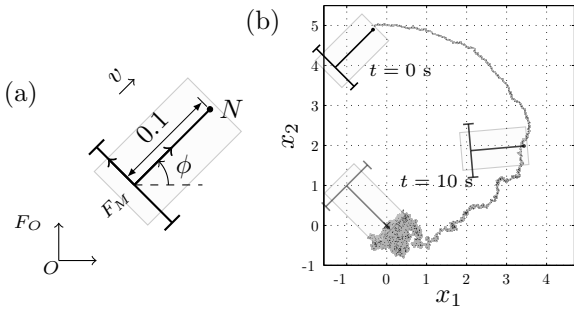 (a)
v
0.1
N
ϕ
F_M
F_O
O
(b)
x_2
5
4
3
2
1
0
-1
t = 0 s
t = 10 s
-1 0 1 2 3 4
x_1